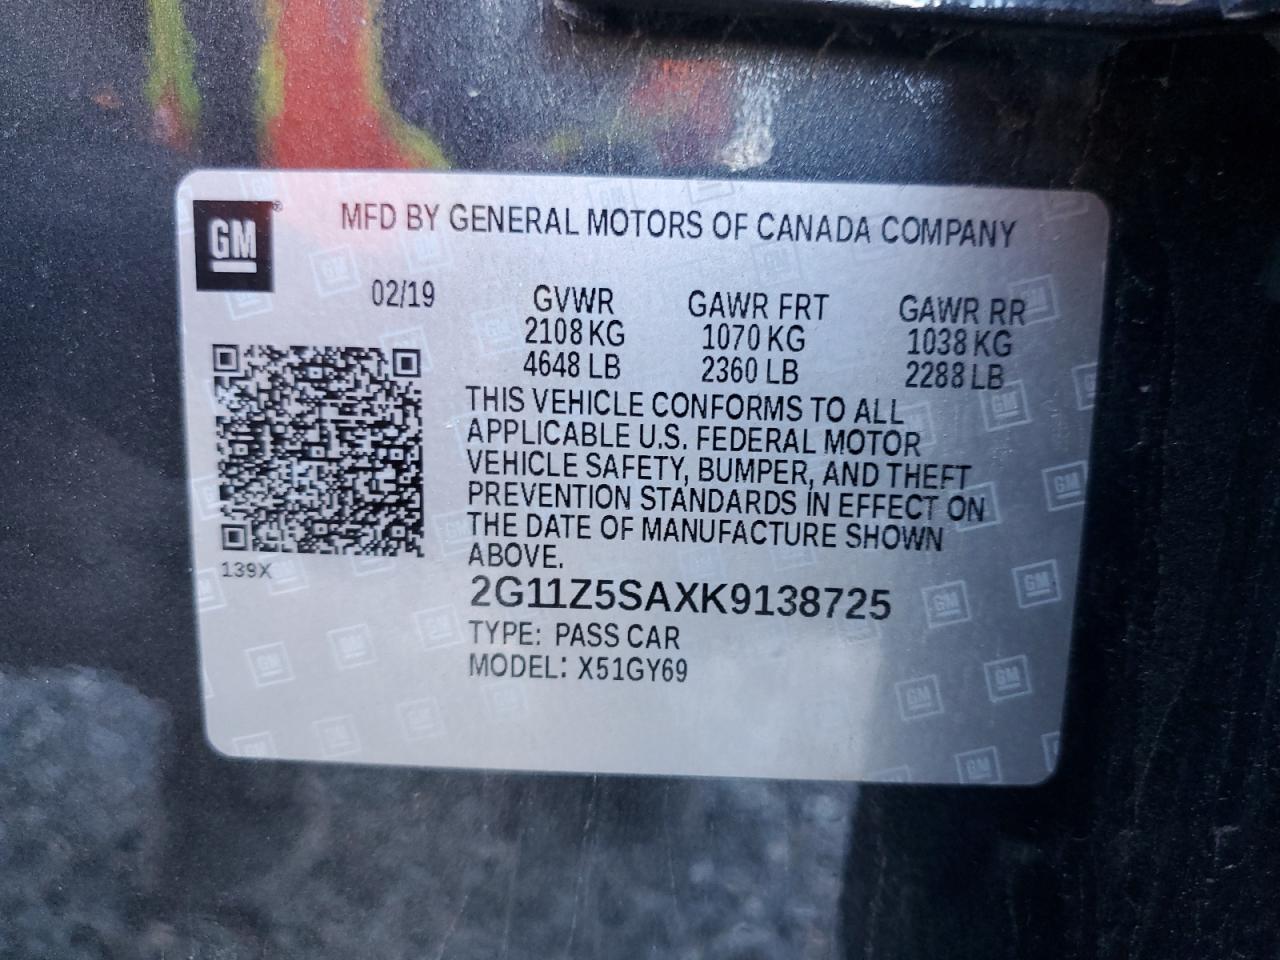 GM
MFD BY GENERAL MOTORS OF CANADA COMPANY
02/19
GVWR
2108 KG
4648 LB
GAWR FRT
1070 KG
2360 LB
GAWR RR
1038 KG
2288 LB
THIS VEHICLE CONFORMS TO ALL
APPLICABLE U.S. FEDERAL MOTOR
VEHICLE SAFETY, BUMPER, AND THEFT
PREVENTION STANDARDS IN EFFECT ON
THE DATE OF MANUFACTURE SHOWN
ABOVE.
139X
2G11Z5SAXK9138725
TYPE: PASS CAR
MODEL: X51GY69